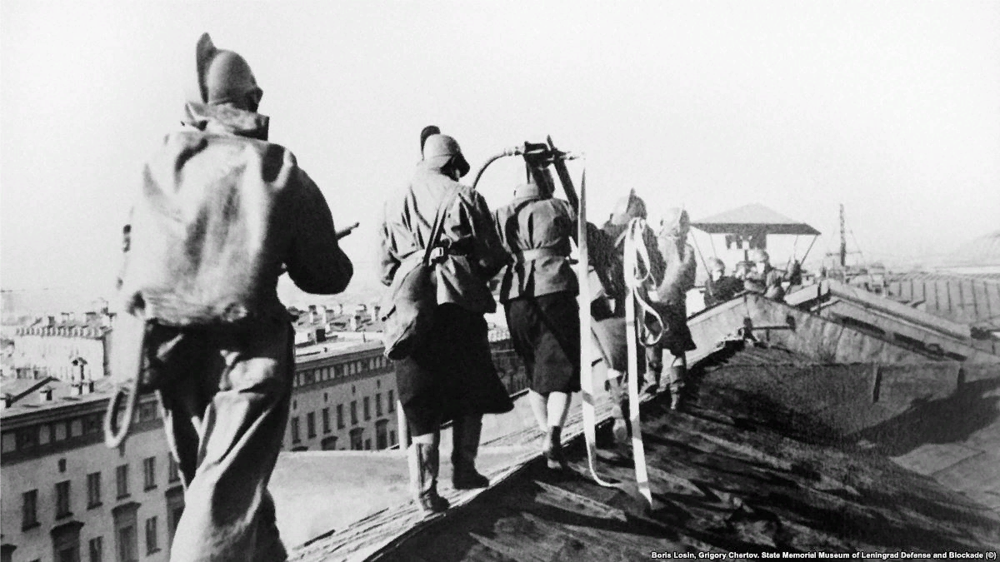 Boris Losin, Grigory Chertov. State Memorial Museum of Leningrad Defense and Blockade (©)